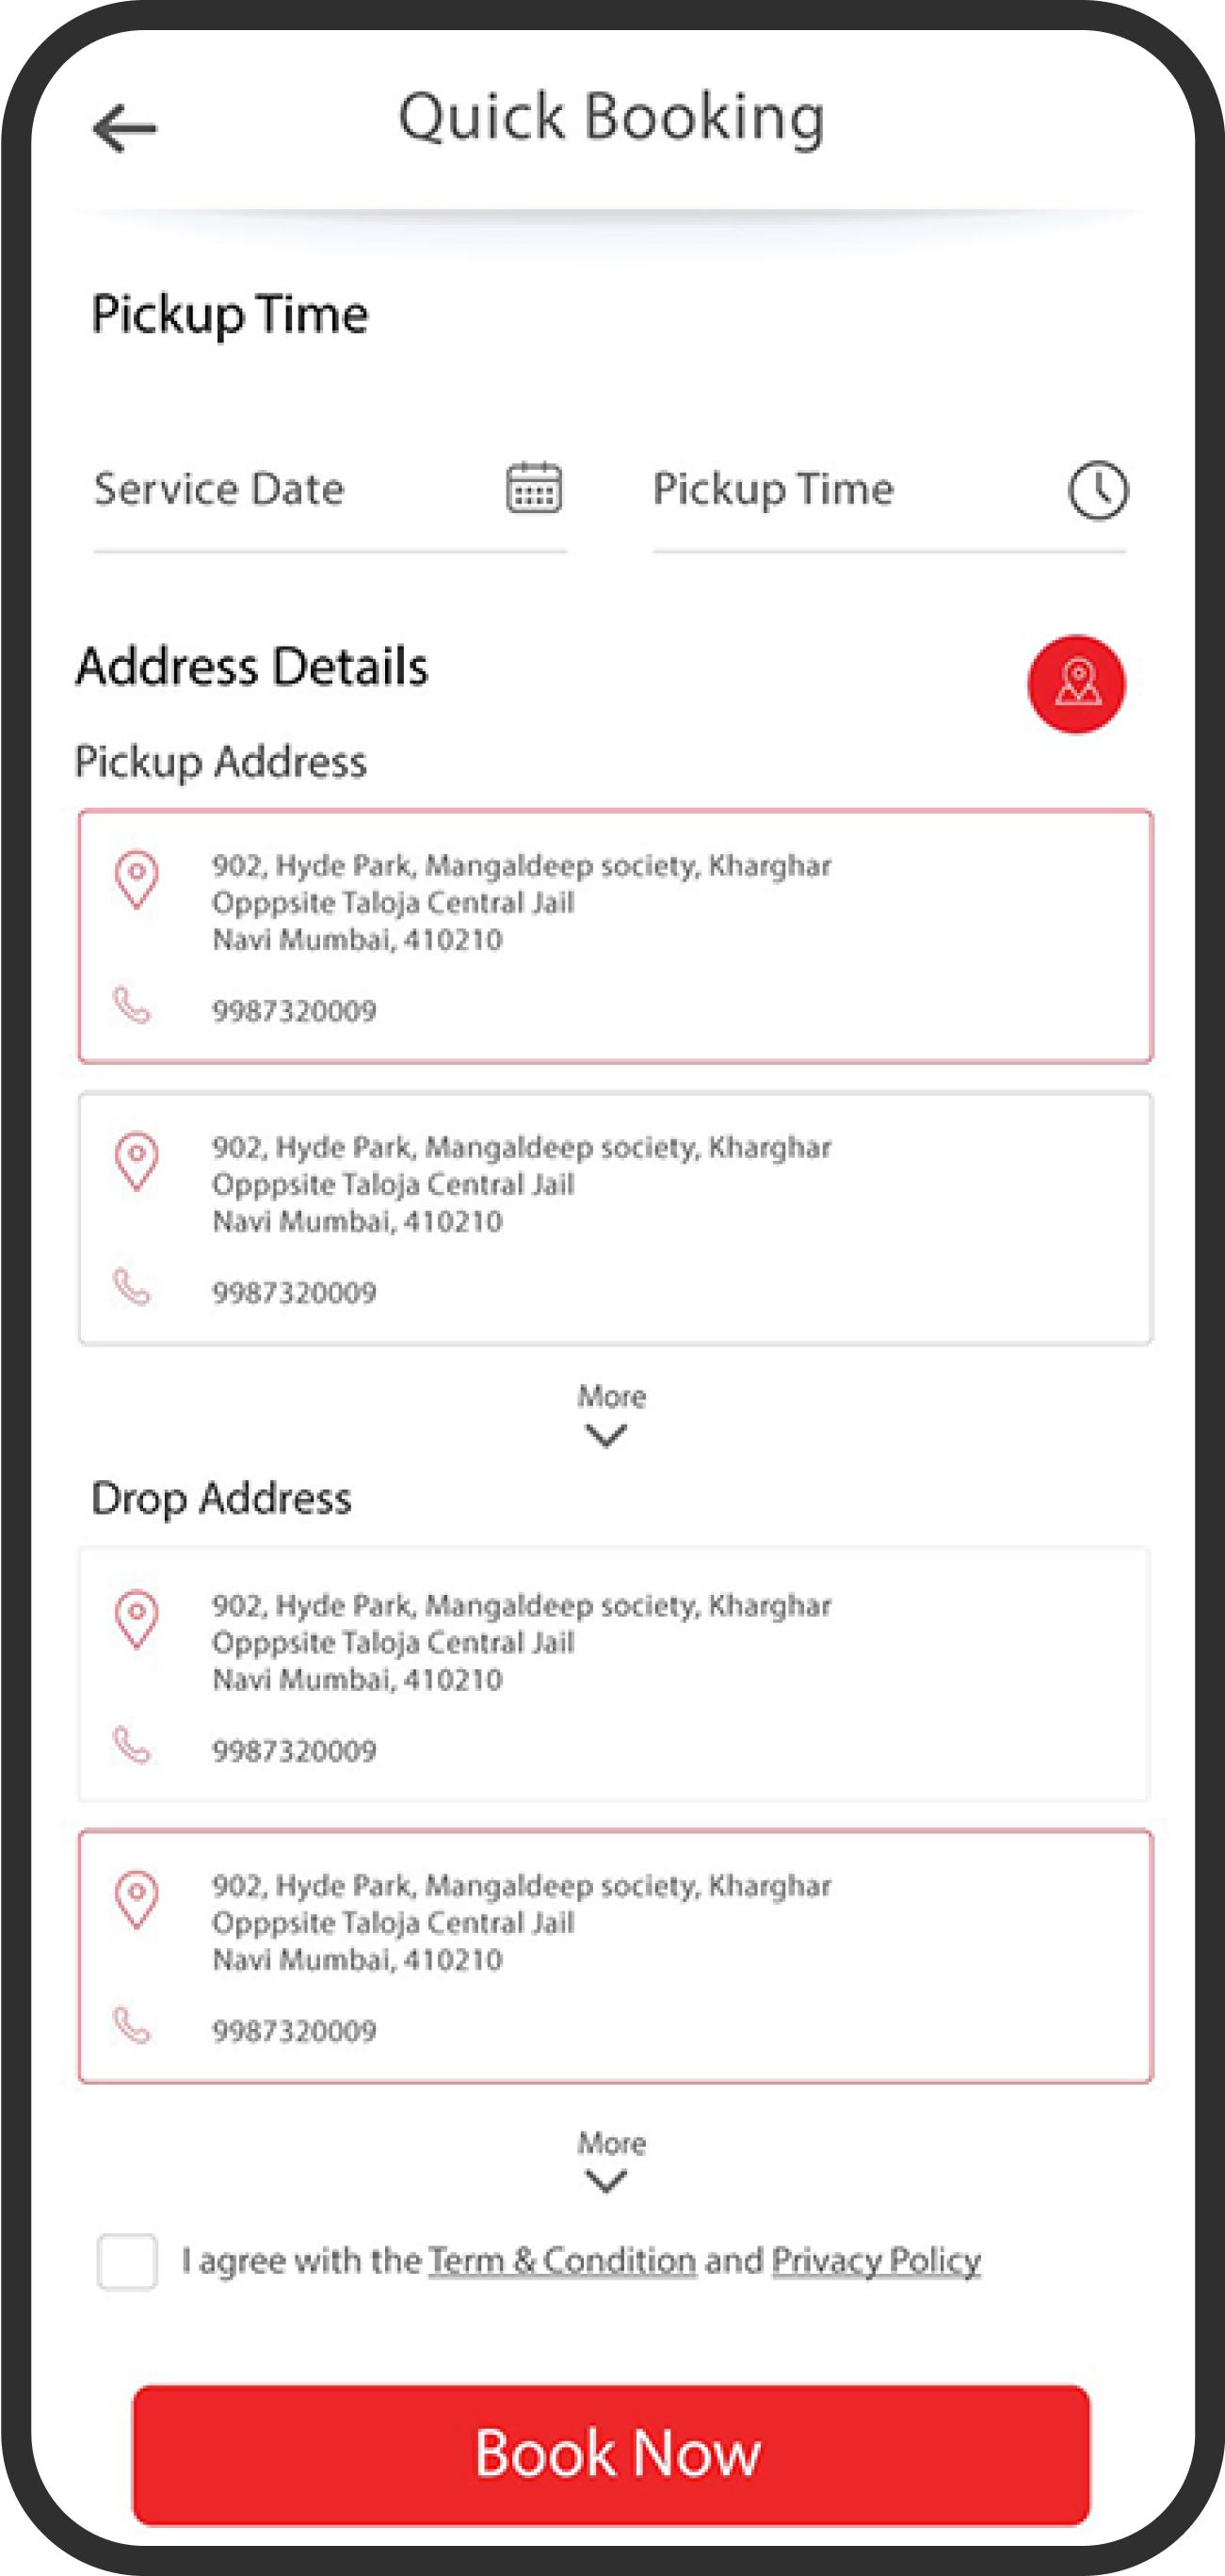 Quick Booking
Pickup Time
Service Date
Pickup Time
Address Details
Pickup Address
902, Hyde Park, Mangaldeep society, Kharghar
Opppsite Taloja Central Jail
Navi Mumbai, 410210
9987320009
902, Hyde Park, Mangaldeep society, Kharghar
Opppsite Taloja Central Jail
Navi Mumbai, 410210
9987320009
More
Drop Address
902, Hyde Park, Mangaldeep society, Kharghar
Opppsite Taloja Central Jail
Navi Mumbai, 410210
9987320009
902, Hyde Park, Mangaldeep society, Kharghar
Opppsite Taloja Central Jail
Navi Mumbai, 410210
9987320009
More
I agree with the Term & Condition and Privacy Policy
Book Now